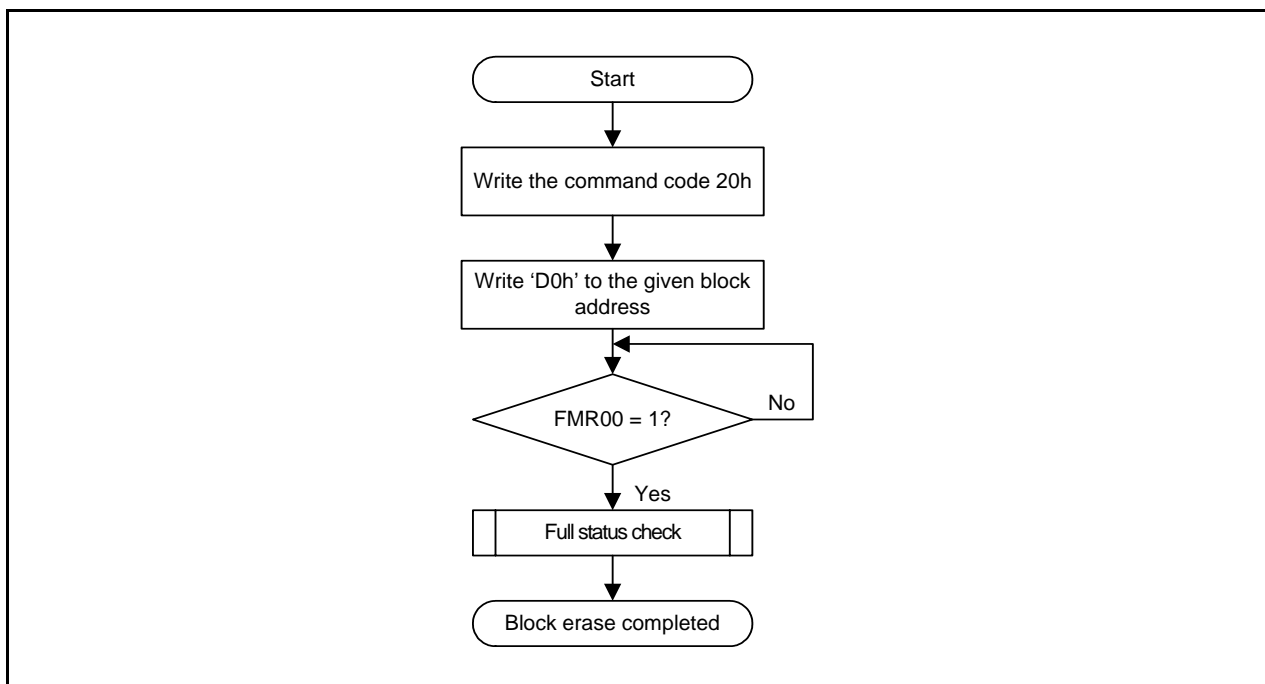 Start
Write the command code 20h
Write ‘D0h’ to the given block
address
FMR00 = 1?
No
Yes
Full status check
Block erase completed